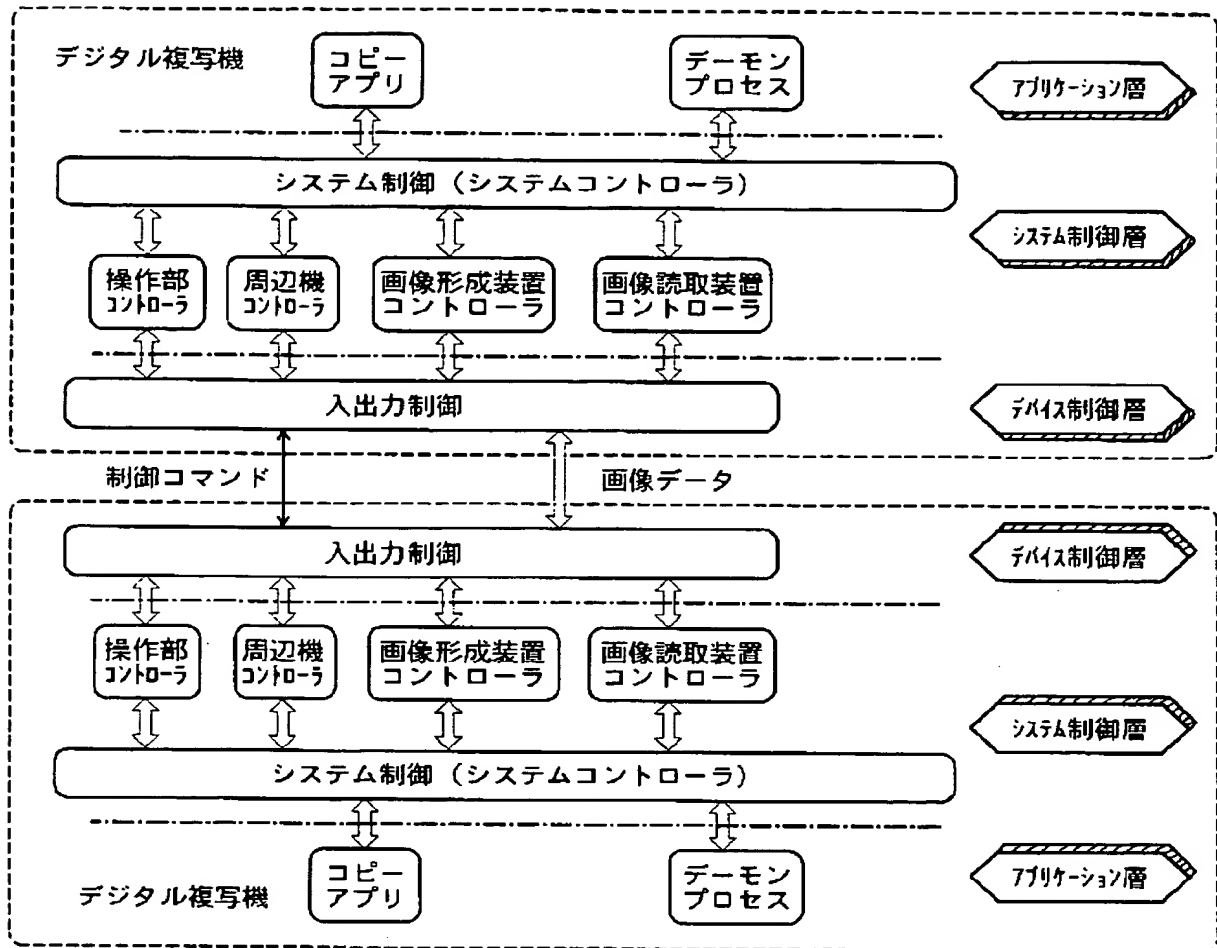 デジタル複写機
コピー
アプリ
デーモン
プロセス
アプリケーション層
システム制御(システムコントローラ)
システム制御層
操作部
コントローラ
周辺機
コントローラ
画像形成装置
コントローラ
画像読取装置
コントローラ
入出力制御
デバイス制御層
制御コマンド
画像データ
入出力制御
デバイス制御層
操作部
コントローラ
周辺機
コントローラ
画像形成装置
コントローラ
画像読取装置
コントローラ
システム制御層
システム制御(システムコントローラ)
コピー
アプリ
デーモン
プロセス
アプリケーション層
デジタル複写機